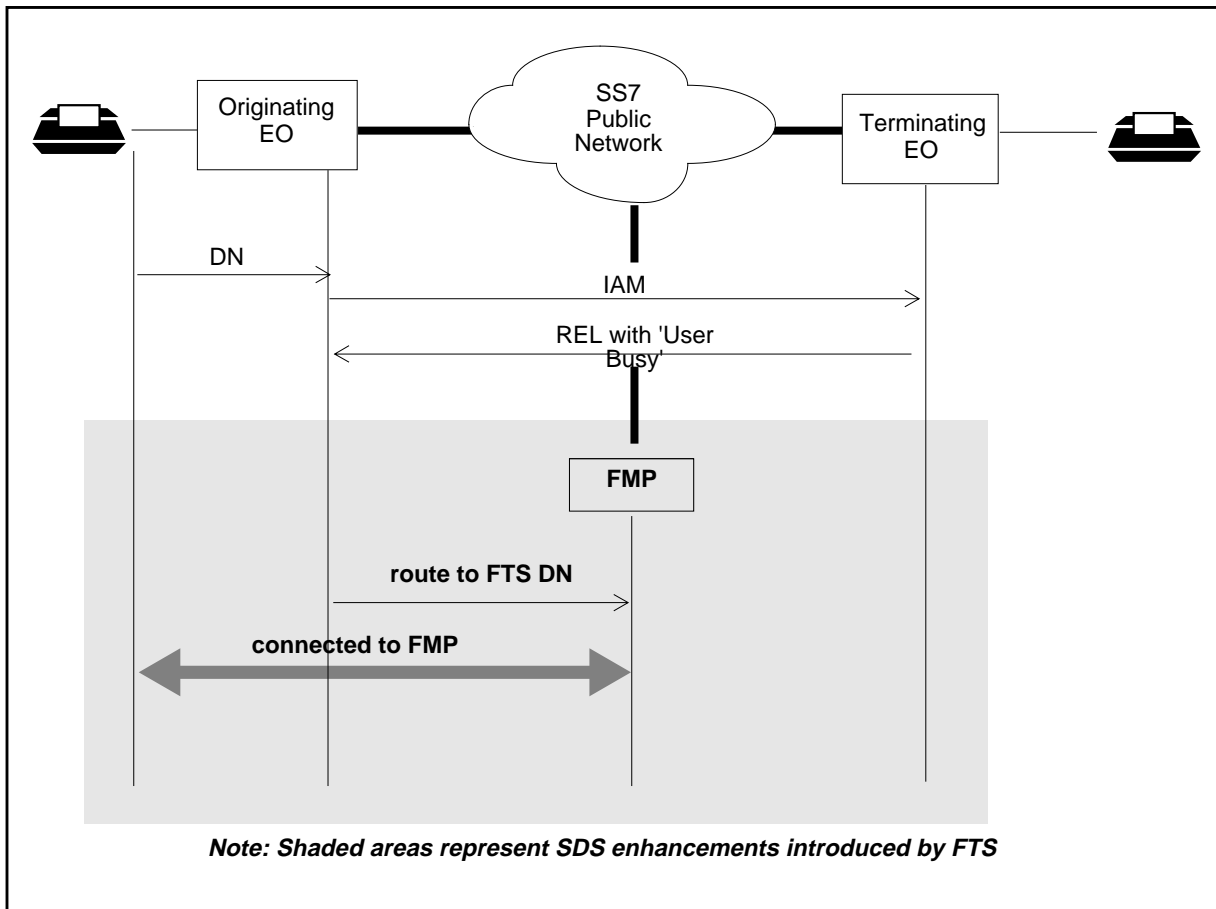 Originating
EO
SS7
Public
Network
Terminating
EO
DN
IAM
REL with 'User
Busy'
FMP
route to FTS DN
connected to FMP
Note: Shaded areas represent SDS enhancements introduced by FTS